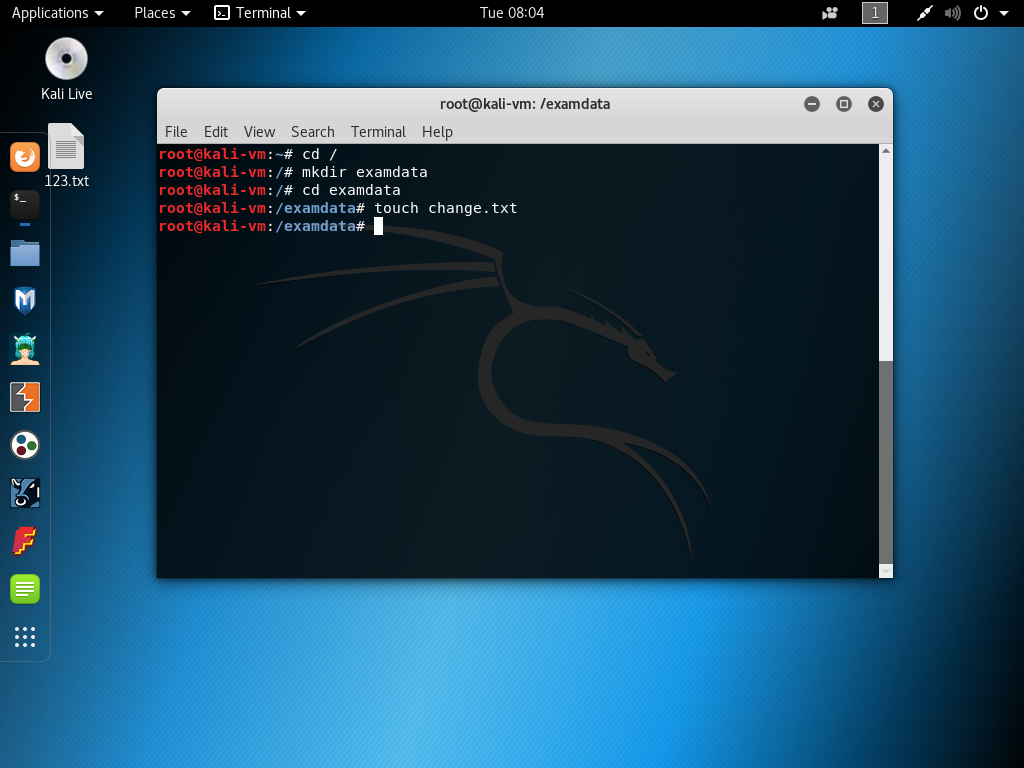 Applications Places Terminal Tue 08:04 1
Kali Live
123.txt
root@kali-vm: /examdata
File Edit View Search Terminal Help
root@kali-vm:~# cd /
root@kali-vm:/# mkdir examdata
root@kali-vm:/# cd examdata
root@kali-vm:/examdata# touch change.txt
root@kali-vm:/examdata#